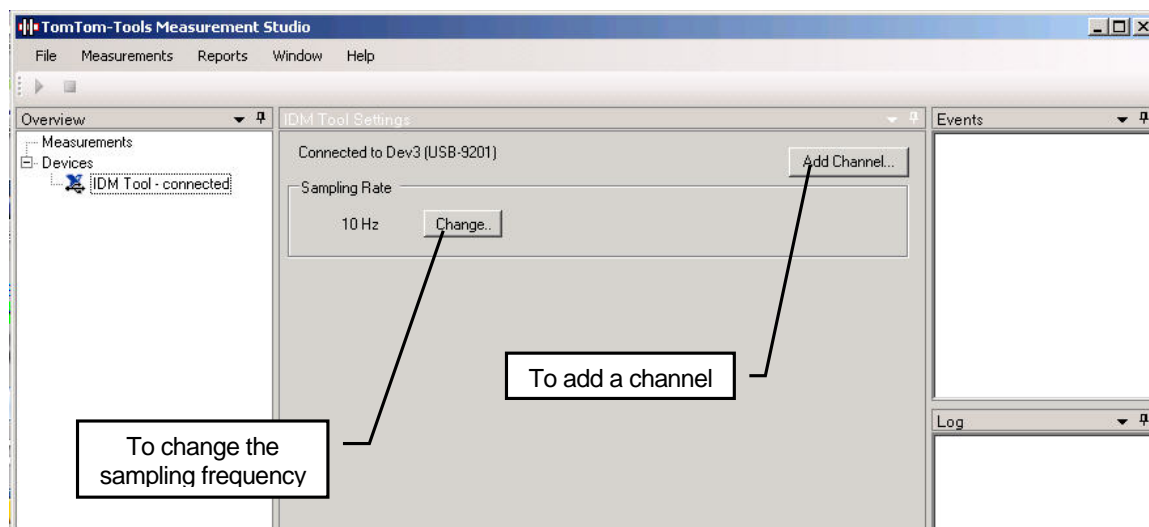 TomTom-Tools Measurement Studio
File Measurements Reports Window Help
Overview
Measurements
Devices
IDM Tool - connected
IDM Tool Settings
Connected to Dev3 (USB-9201)
Add Channel...
Sampling Rate
10 Hz
Change..
To add a channel
To change the
sampling frequency
Events
Log